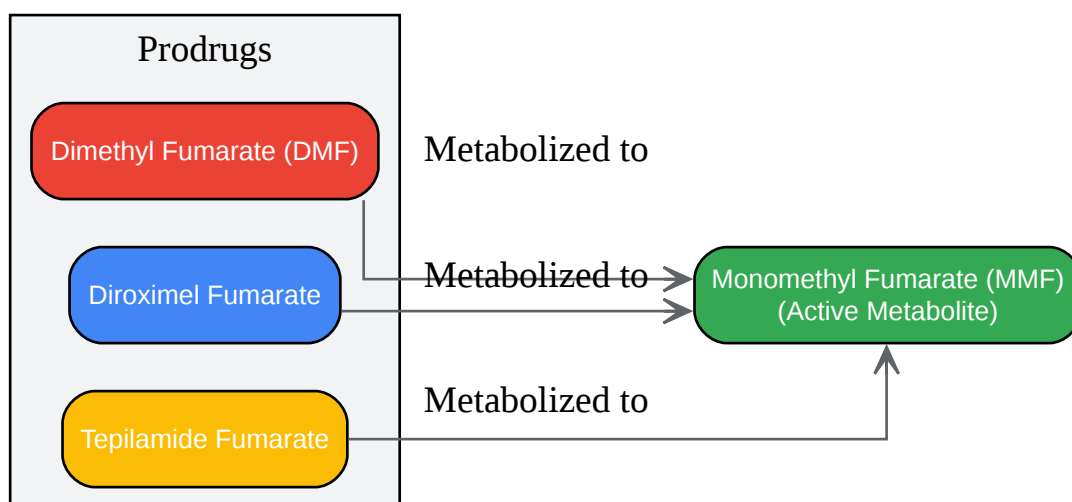 Prodrugs
Dimethyl Fumarate (DMF)
Metabolized to
Diroximel Fumarate
Metabolized to
Monomethyl Fumarate (MMF)
(Active Metabolite)
Tepilamide Fumarate
Metabolized to